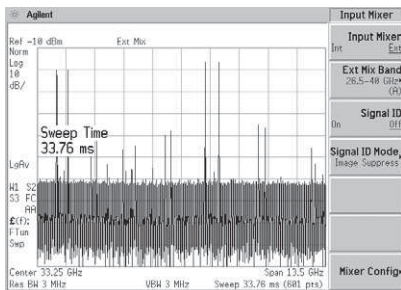 Agilent
Input Mixer
Ref -10 dBm
Ext Mix
Norm
Log
10
dB/
Sweep Time
33.76 ms
LgAv
W1 S2
S3 FC
AA
£(f):
FTun
Swp
Center 33.25 GHz
Span 13.5 GHz
Res BW 3 MHz
VBW 3 MHz
Sweep 33.76 ms (601 pts)
Input Mixer
Int Ext
Ext Mix Band
26.5-40 GHz
(A)
Signal ID
On Off
Signal ID Mode
Image Suppress
Mixer Config